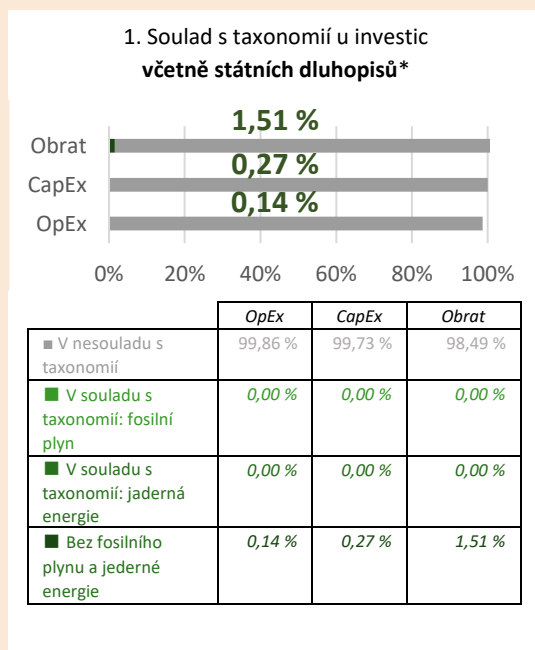 1. Soulad s taxonomií u investic
včetně státních dluhopisů*
1,51 %
Obrat
0,27 %
CapEx
0,14 %
OpEx
0% 20% 40% 60% 80% 100%
OpEx CapEx Obrat
■ V nesouladu s 99,86 % 99,73 % 98,49 %
taxonomií
■ V souladu s 0,00 % 0,00 % 0,00 %
taxonomií: fosilní
plyn
■ V souladu s 0,00 % 0,00 % 0,00 %
taxonomií: jaderná
energie
■ Bez fosilního 0,14 % 0,27 % 1,51 %
plynu a jederné
energie